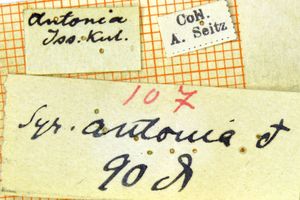 Antonia
Iss. Kul.
Coll.
A. Seitz
107
Syr. antonia
90